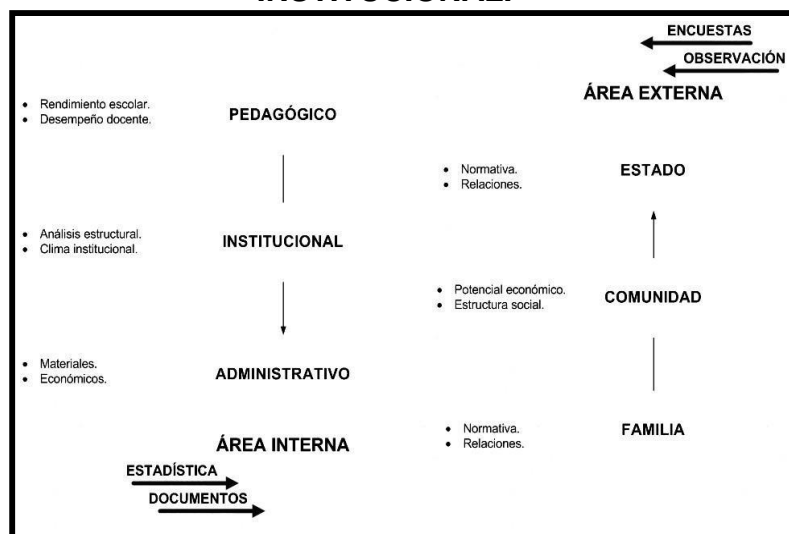 INSTITUCIONAL.
ENCUESTAS
OBSERVACIÓN
ÁREA EXTERNA
• Rendimiento escolar.
• Desempeño docente.
PEDAGÓGICO
• Normativa.
• Relaciones.
ESTADO
• Análisis estructural.
• Clima institucional.
INSTITUCIONAL
• Potencial económico.
• Estructura social.
COMUNIDAD
• Materiales.
• Económicos.
ADMINISTRATIVO
• Normativa.
• Relaciones.
FAMILIA
ÁREA INTERNA
ESTADÍSTICA
DOCUMENTOS